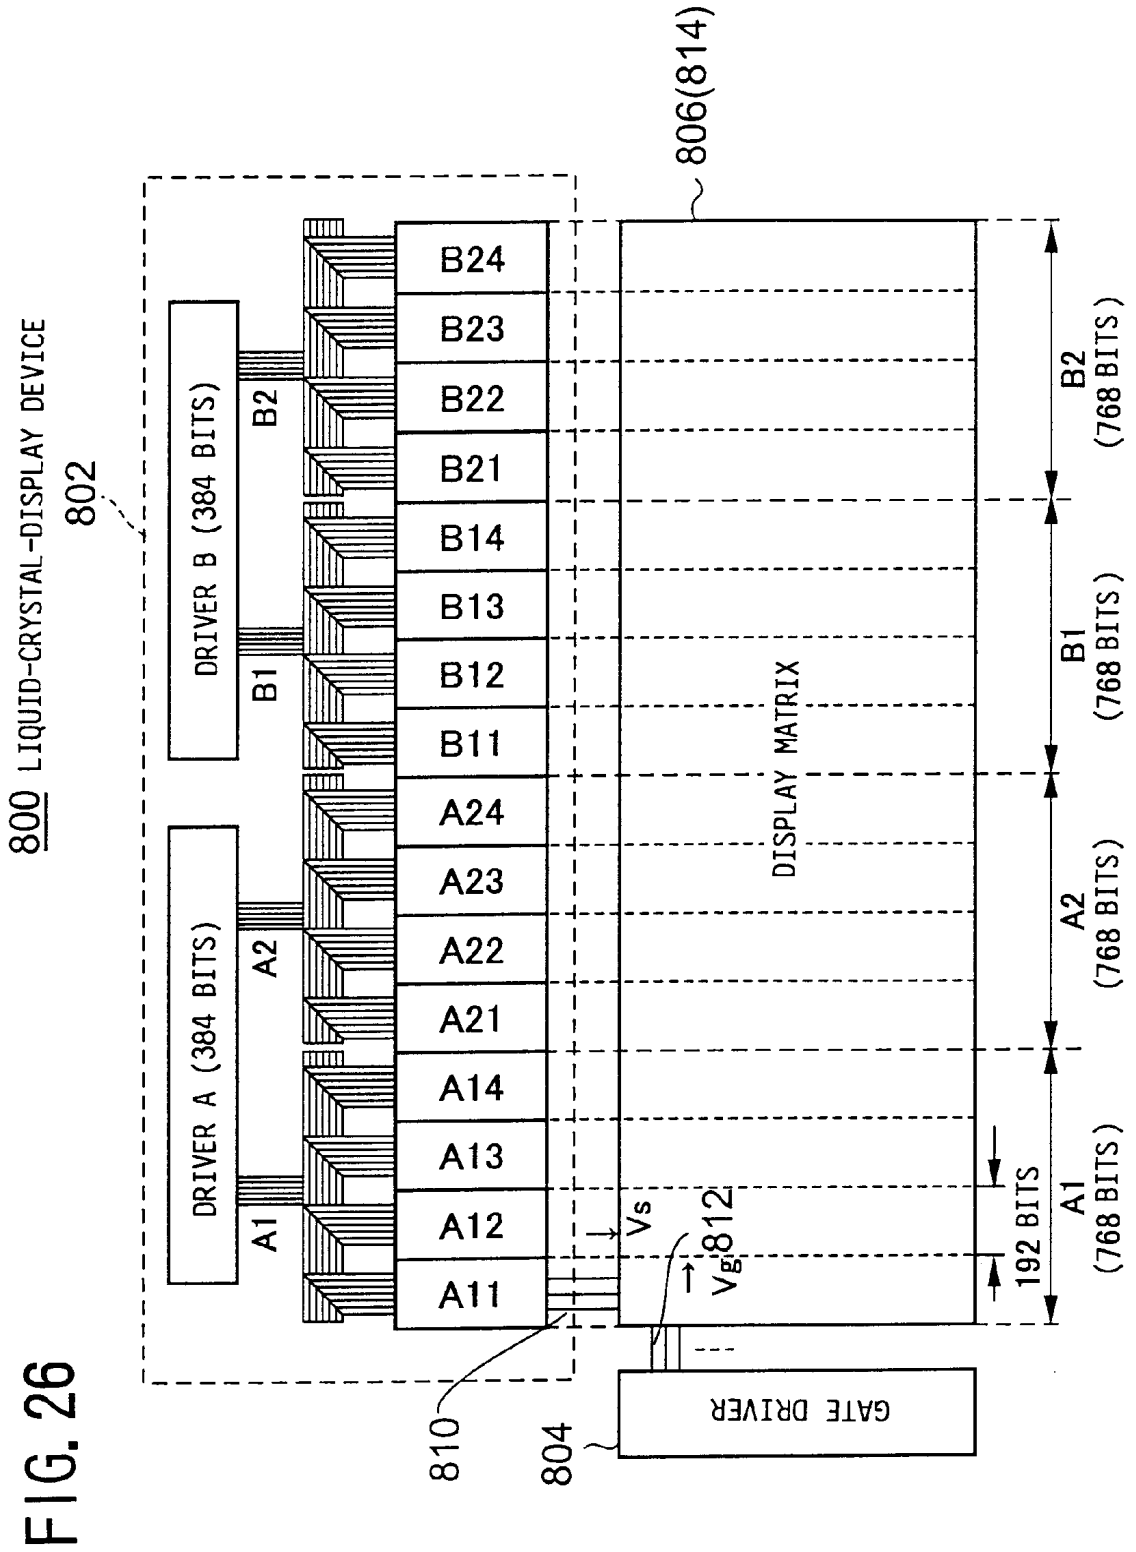 FIG. 26
800 LIQUID-CRYSTAL-DISPLAY DEVICE
802
DRIVER A (384 BITS)
DRIVER B (384 BITS)
A1
A2
B1
B2
A11
A12
A13
A14
A21
A22
A23
A24
B11
B12
B13
B14
B21
B22
B23
B24
810
Vs
804
GATE DRIVER
812
Vg
DISPLAY MATRIX
806(814)
192 BITS
A1
(768 BITS)
A2
(768 BITS)
B1
(768 BITS)
B2
(768 BITS)